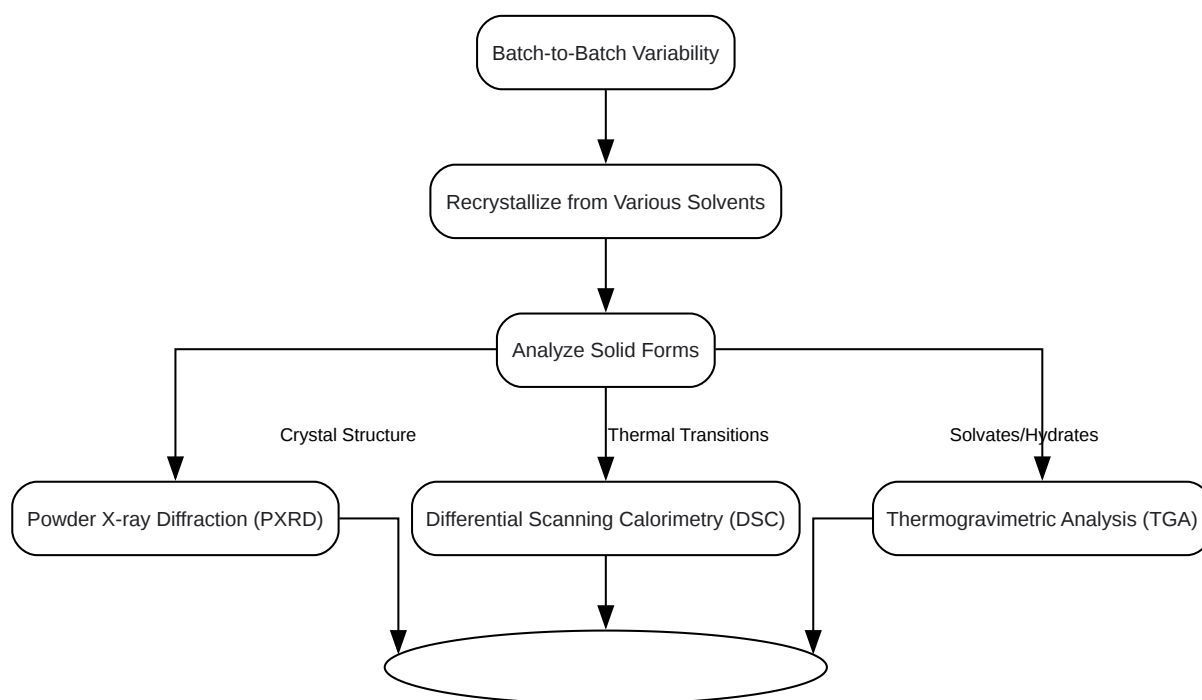 Batch-to-Batch Variability
Recrystallize from Various Solvents
Analyze Solid Forms
Crystal Structure
Thermal Transitions
Solvates/Hydrates
Powder X-ray Diffraction (PXRD)
Differential Scanning Calorimetry (DSC)
Thermogravimetric Analysis (TGA)